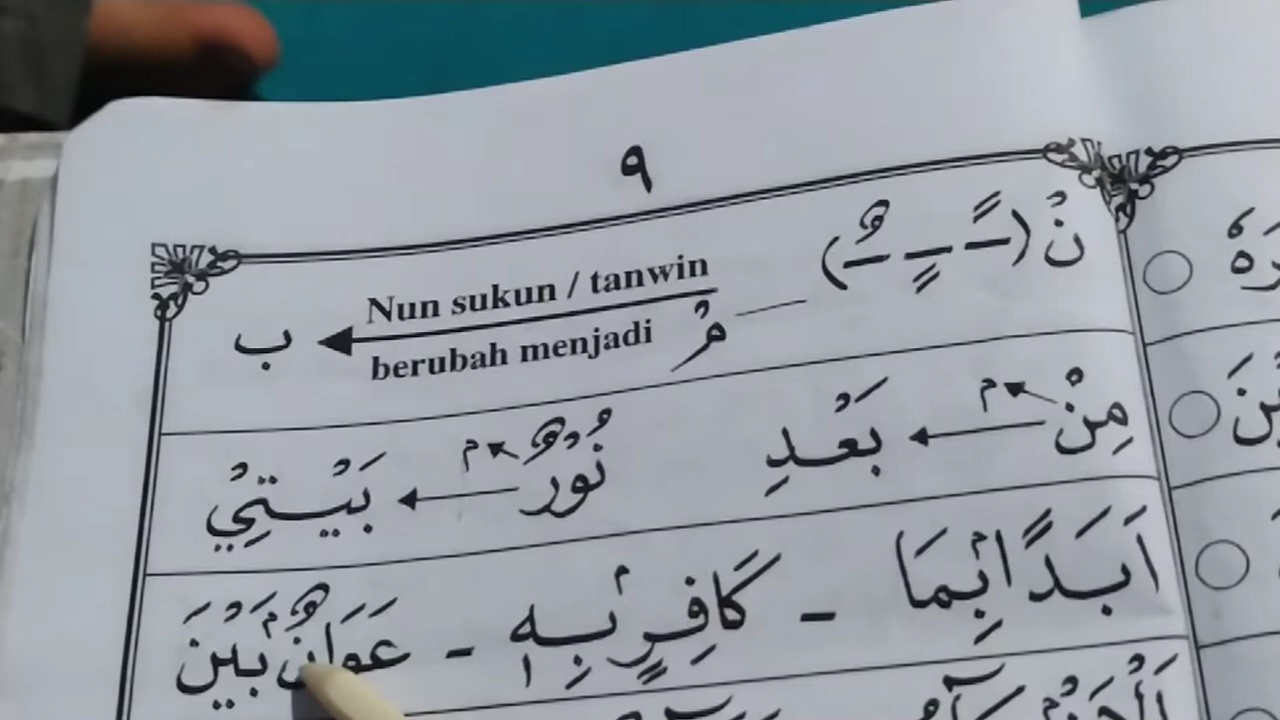 ٩
نْ (ـًـ ـٍـ ـٌـ) Nun sukun / tanwin
مْ berubah menjadi ب
مِنْ م بَعْدِ نُوْرٌ م بَيْتِيْ
اَبَدًا بِمَا - كَافِرٍ بِهٖ - عَوَانٌ بَيْنَ